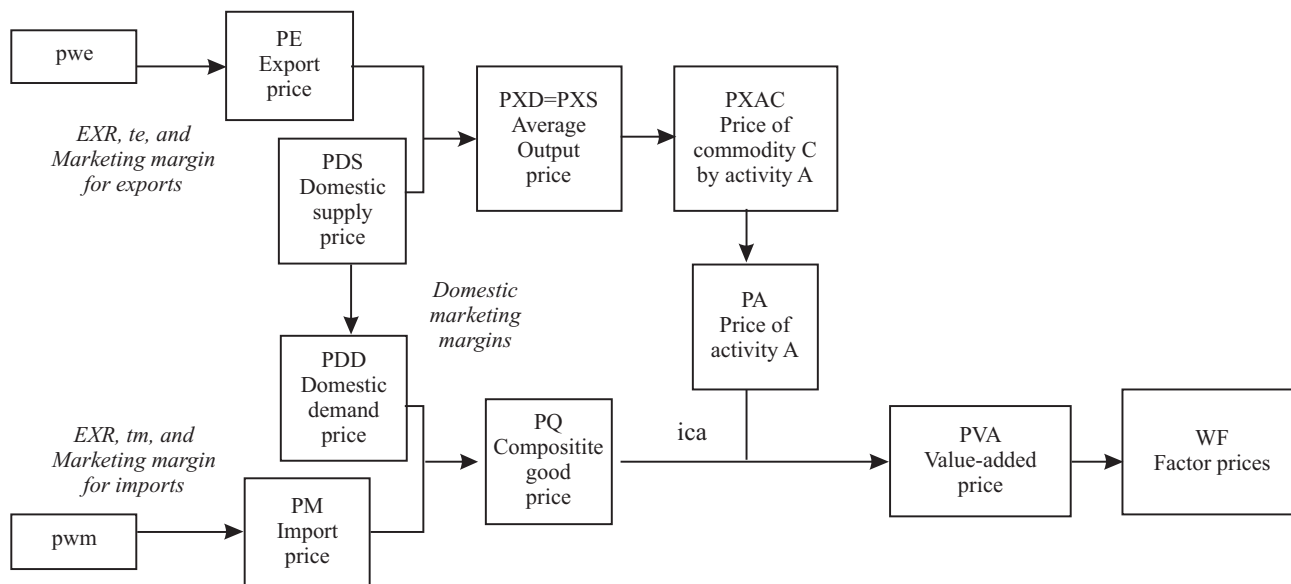 pwe
PE
Export
price
EXR, te, and
Marketing margin
for exports
PDS
Domestic
supply
price
PXD=PXS
Average
Output
price
PXAC
Price of
commodity C
by activity A
PA
Price of
activity A
Domestic
marketing
margins
PDD
Domestic
demand
price
EXR, tm, and
Marketing margin
for imports
pwm
PM
Import
price
PQ
Compositite
good
price
ica
PVA
Value-added
price
WF
Factor prices